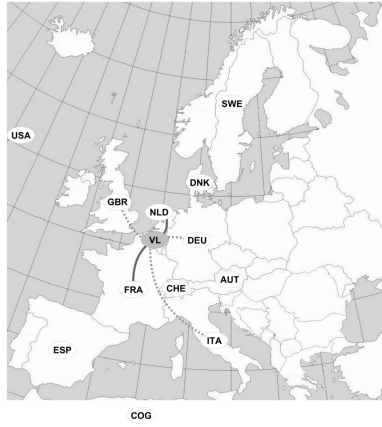 SWE
USA
DNK
GBR
NLD
VL
DEU
AUT
CHE
FRA
ITA
ESP
COG